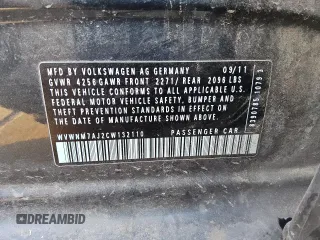 MFD. BY VOLKSWAGEN AG GERMANY 09/11
GVWR 4256 GAWR FRONT 2271/ REAR 2096 LBS
THIS VEHICLE CONFORMS TO ALL APPLICABLE U.S.
FEDERAL MOTOR VEHICLE SAFETY, BUMPER AND
THEFT PREVENTION STANDARDS IN EFFECT ON THE
DATE OF MANUFACTURE SHOWN ABOVE.
WVWNM7AJ2CW132110 PASSENGER CAR
DREAMBID